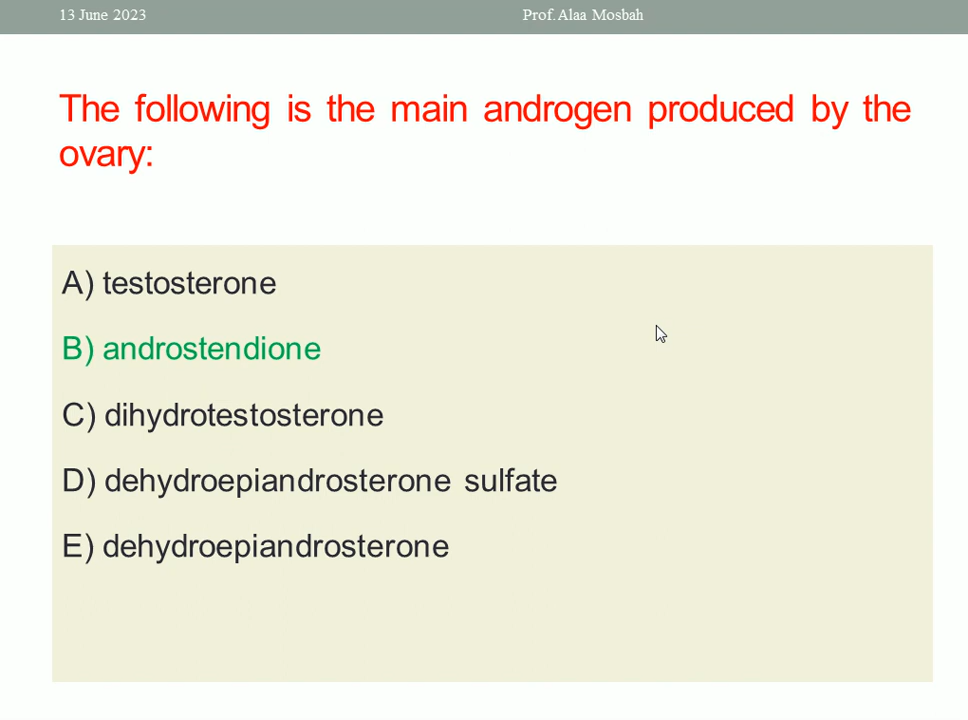 13 June 2023 Prof. Alaa Mosbah
The following is the main androgen produced by the
ovary:
A) testosterone
B) androstendione
C) dihydrotestosterone
D) dehydroepiandrosterone sulfate
E) dehydroepiandrosterone